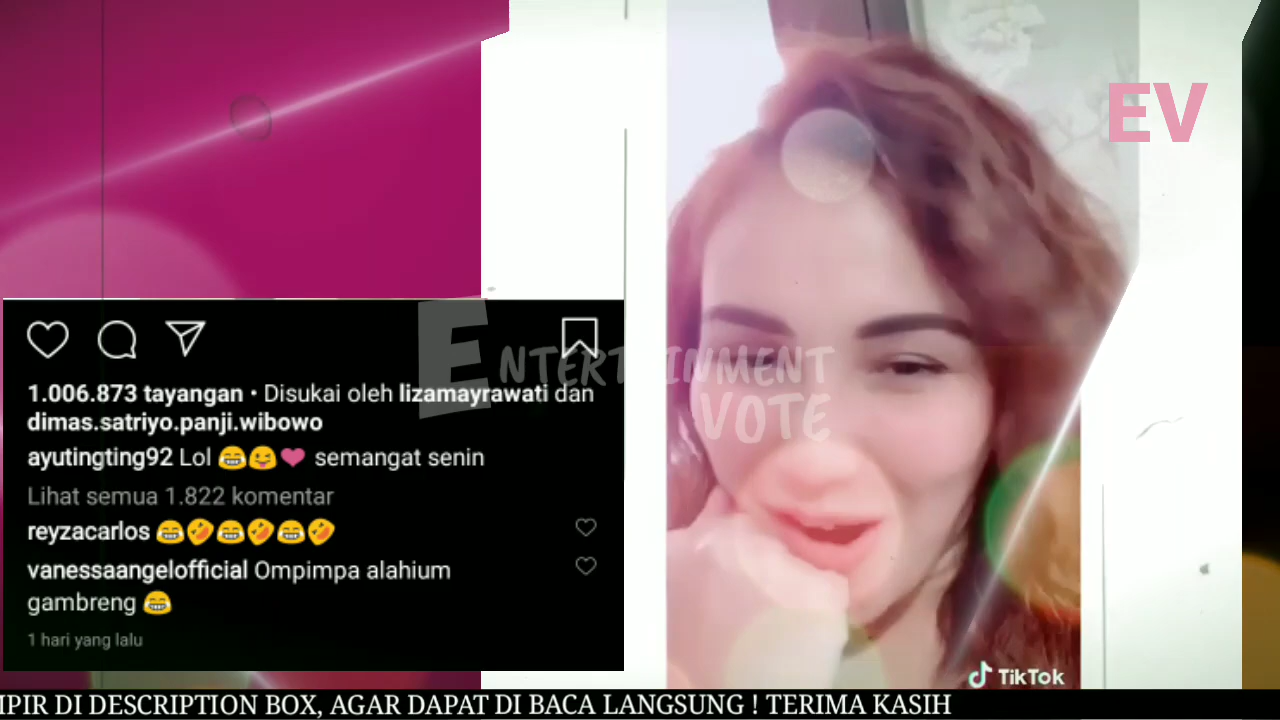 EV
ENTERTAINMENT
VOTE
1.006.873 tayangan • Disukai oleh lizamayrawati dan
dimas.satriyo.panji.wibowo
ayutingting92 Lol 😂😜❤ semangat senin
Lihat semua 1.822 komentar
reyzacarlos 😂🤣😂🤣😂🤣
vanessaangelofficial Ompimpa alahium
gambreng 😂
1 hari yang lalu
TikTok
DI DESCRIPTION BOX, AGAR DAPAT DI BACA LANGSUNG ! TERIMA KASIH